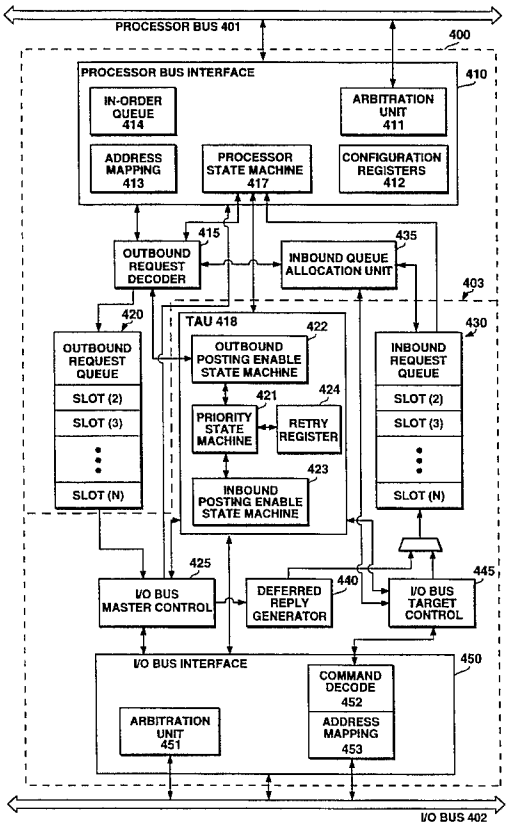 PROCESSOR BUS 401
400
PROCESSOR BUS INTERFACE
410
IN-ORDER
QUEUE
414
ARBITRATION
UNIT
411
ADDRESS
MAPPING
413
PROCESSOR
STATE MACHINE
417
CONFIGURATION
REGISTERS
412
415
OUTBOUND
REQUEST
DECODER
435
INBOUND QUEUE
ALLOCATION UNIT
403
420
OUTBOUND
REQUEST
QUEUE
SLOT (2)
SLOT (3)
SLOT (N)
TAU 418
422
OUTBOUND
POSTING ENABLE
STATE MACHINE
421
PRIORITY
STATE
MACHINE
424
RETRY
REGISTER
423
INBOUND
POSTING ENABLE
STATE MACHINE
430
INBOUND
REQUEST
QUEUE
SLOT (2)
SLOT (3)
SLOT (N)
425
I/O BUS
MASTER CONTROL
440
DEFERRED
REPLY
GENERATOR
445
I/O BUS
TARGET
CONTROL
I/O BUS INTERFACE
450
COMMAND
DECODE
452
ADDRESS
MAPPING
453
ARBITRATION
UNIT
451
I/O BUS 402